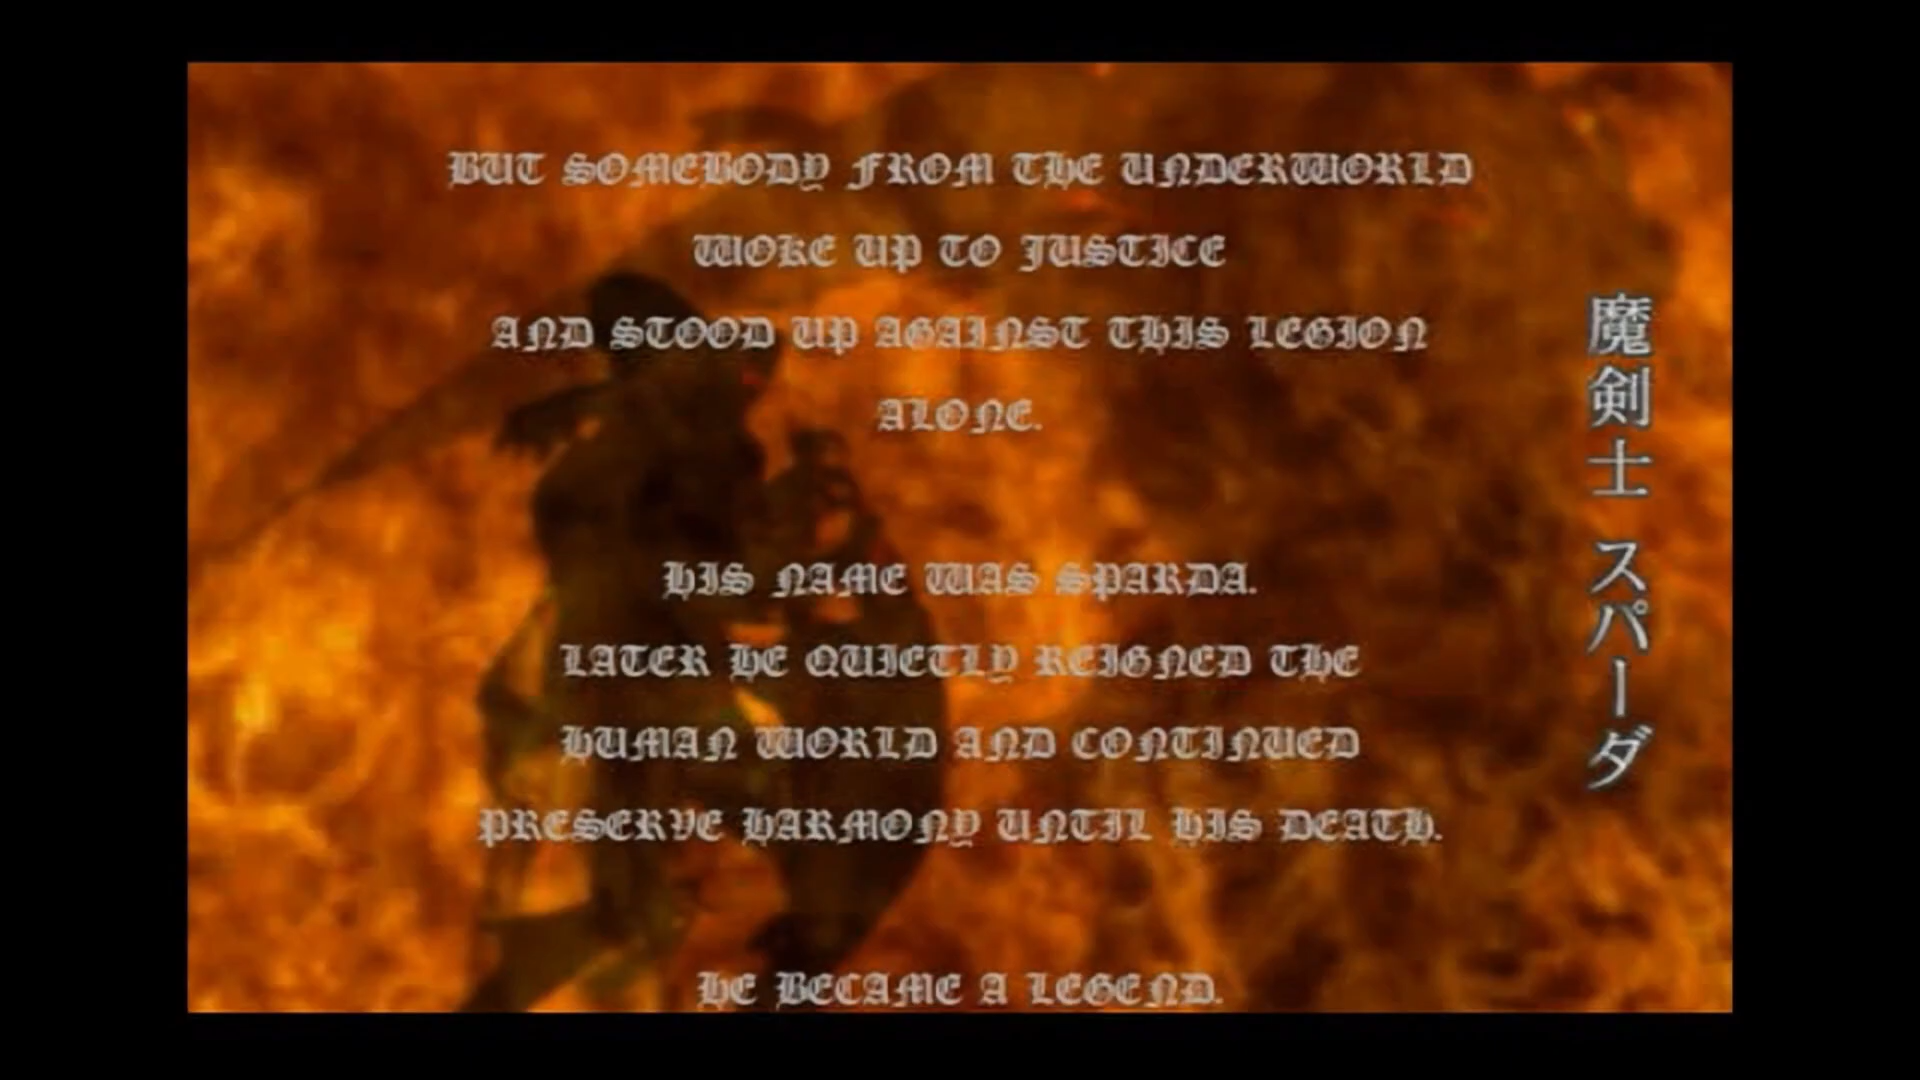 BUT SOMEBODY FROM THE UNDERWORLD
WOKE UP TO JUSTICE
AND STOOD UP AGAINST THIS LEGION
ALONE.
HIS NAME WAS SPARDA.
LATER HE QUIETLY REIGNED THE
HUMAN WORLD AND CONTINUED
PRESERVE HARMONY UNTIL HIS DEATH.
HE BECAME A LEGEND.
魔剣士 スパーダ